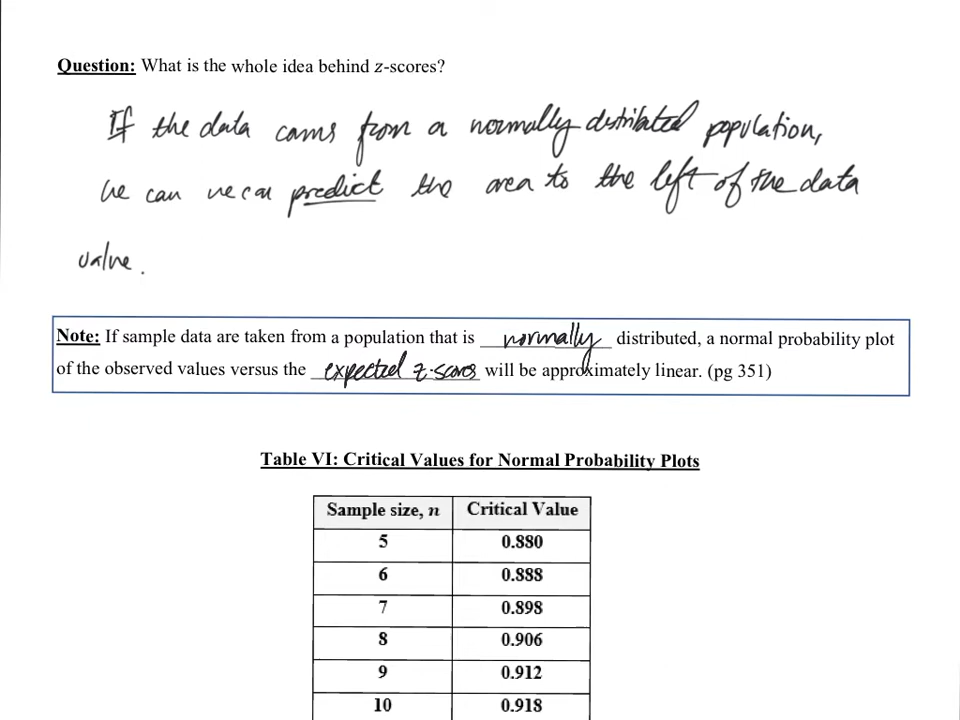 Question: What is the whole idea behind z-scores?
If the data coms from a normally distributed population,
we can we can predict the area to the left of the data
value.
Note: If sample data are taken from a population that is normally distributed, a normal probability plot
of the observed values versus the expected z-scores will be approximately linear. (pg 351)
Table VI: Critical Values for Normal Probability Plots
Sample size, n Critical Value
5 0.880
6 0.888
7 0.898
8 0.906
9 0.912
10 0.918